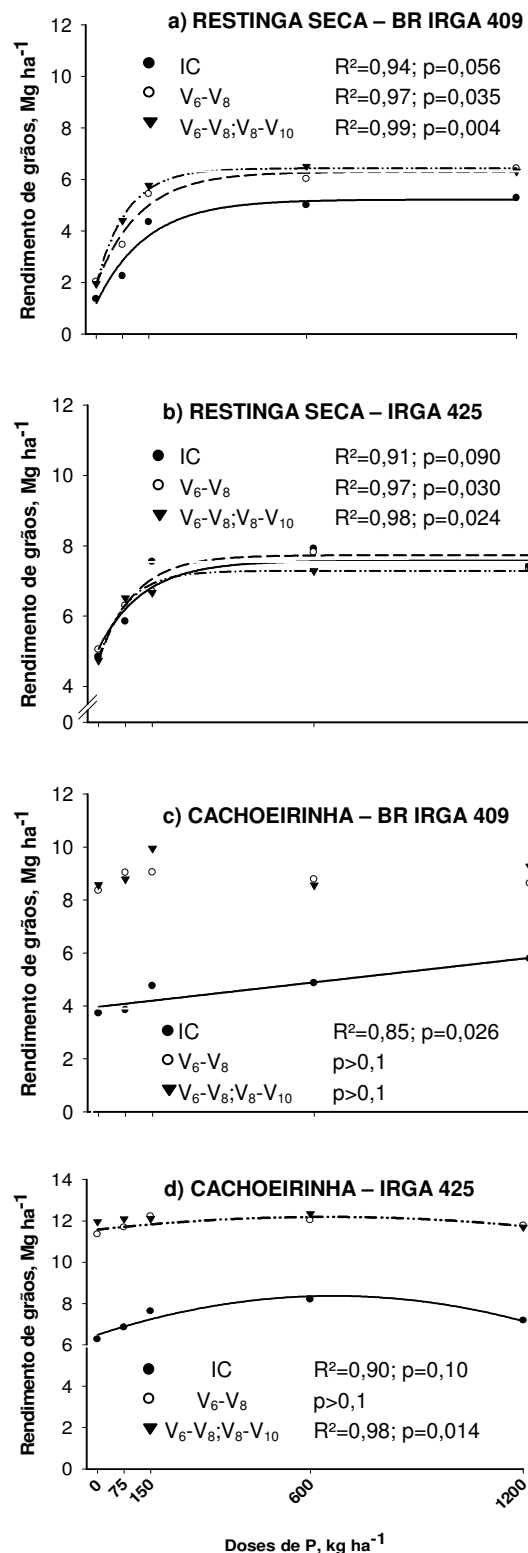 a) RESTINGA SECA – BR IRGA 409
IC R²=0,94; p=0,056
V₆-V₈ R²=0,97; p=0,035
V₆-V₈;V₈-V₁₀ R²=0,99; p=0,004
Rendimento de grãos, Mg ha⁻¹
12
10
8
6
4
2
0
b) RESTINGA SECA – IRGA 425
IC R²=0,91; p=0,090
V₆-V₈ R²=0,97; p=0,030
V₆-V₈;V₈-V₁₀ R²=0,98; p=0,024
Rendimento de grãos, Mg ha⁻¹
12
10
8
6
4
0
c) CACHOEIRINHA – BR IRGA 409
Rendimento de grãos, Mg ha⁻¹
12
10
8
6
4
2
0
IC R²=0,85; p=0,026
V₆-V₈ p>0,1
V₆-V₈;V₈-V₁₀ p>0,1
d) CACHOEIRINHA – IRGA 425
Rendimento de grãos, Mg ha⁻¹
14
12
10
8
6
6
4
2
0
IC R²=0,90; p=0,10
V₆-V₈ p>0,1
V₆-V₈;V₈-V₁₀ R²=0,98; p=0,014
0 75 150 600 1200
Doses de P, kg ha⁻¹